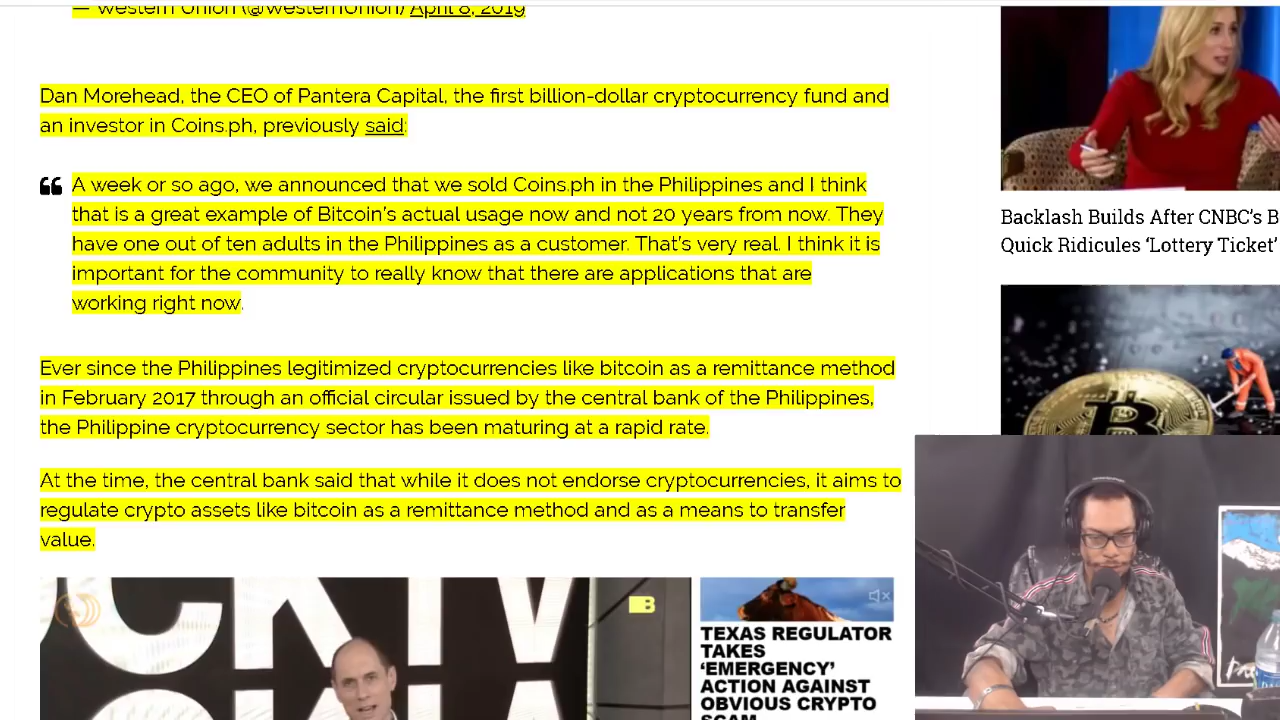 — Western Union (@WesternUnion) April 8, 2019
Dan Morehead, the CEO of Pantera Capital, the first billion-dollar cryptocurrency fund and
an investor in Coins.ph, previously said:
A week or so ago, we announced that we sold Coins.ph in the Philippines and I think
that is a great example of Bitcoin's actual usage now and not 20 years from now. They
have one out of ten adults in the Philippines as a customer. That's very real. I think it is
important for the community to really know that there are applications that are
working right now.
Ever since the Philippines legitimized cryptocurrencies like bitcoin as a remittance method
in February 2017 through an official circular issued by the central bank of the Philippines,
the Philippine cryptocurrency sector has been maturing at a rapid rate.
At the time, the central bank said that while it does not endorse cryptocurrencies, it aims to
regulate crypto assets like bitcoin as a remittance method and as a means to transfer
value.
TEXAS REGULATOR
TAKES
'EMERGENCY'
ACTION AGAINST
OBVIOUS CRYPTO
SCAM
Backlash Builds After CNBC's B
Quick Ridicules 'Lottery Ticket'